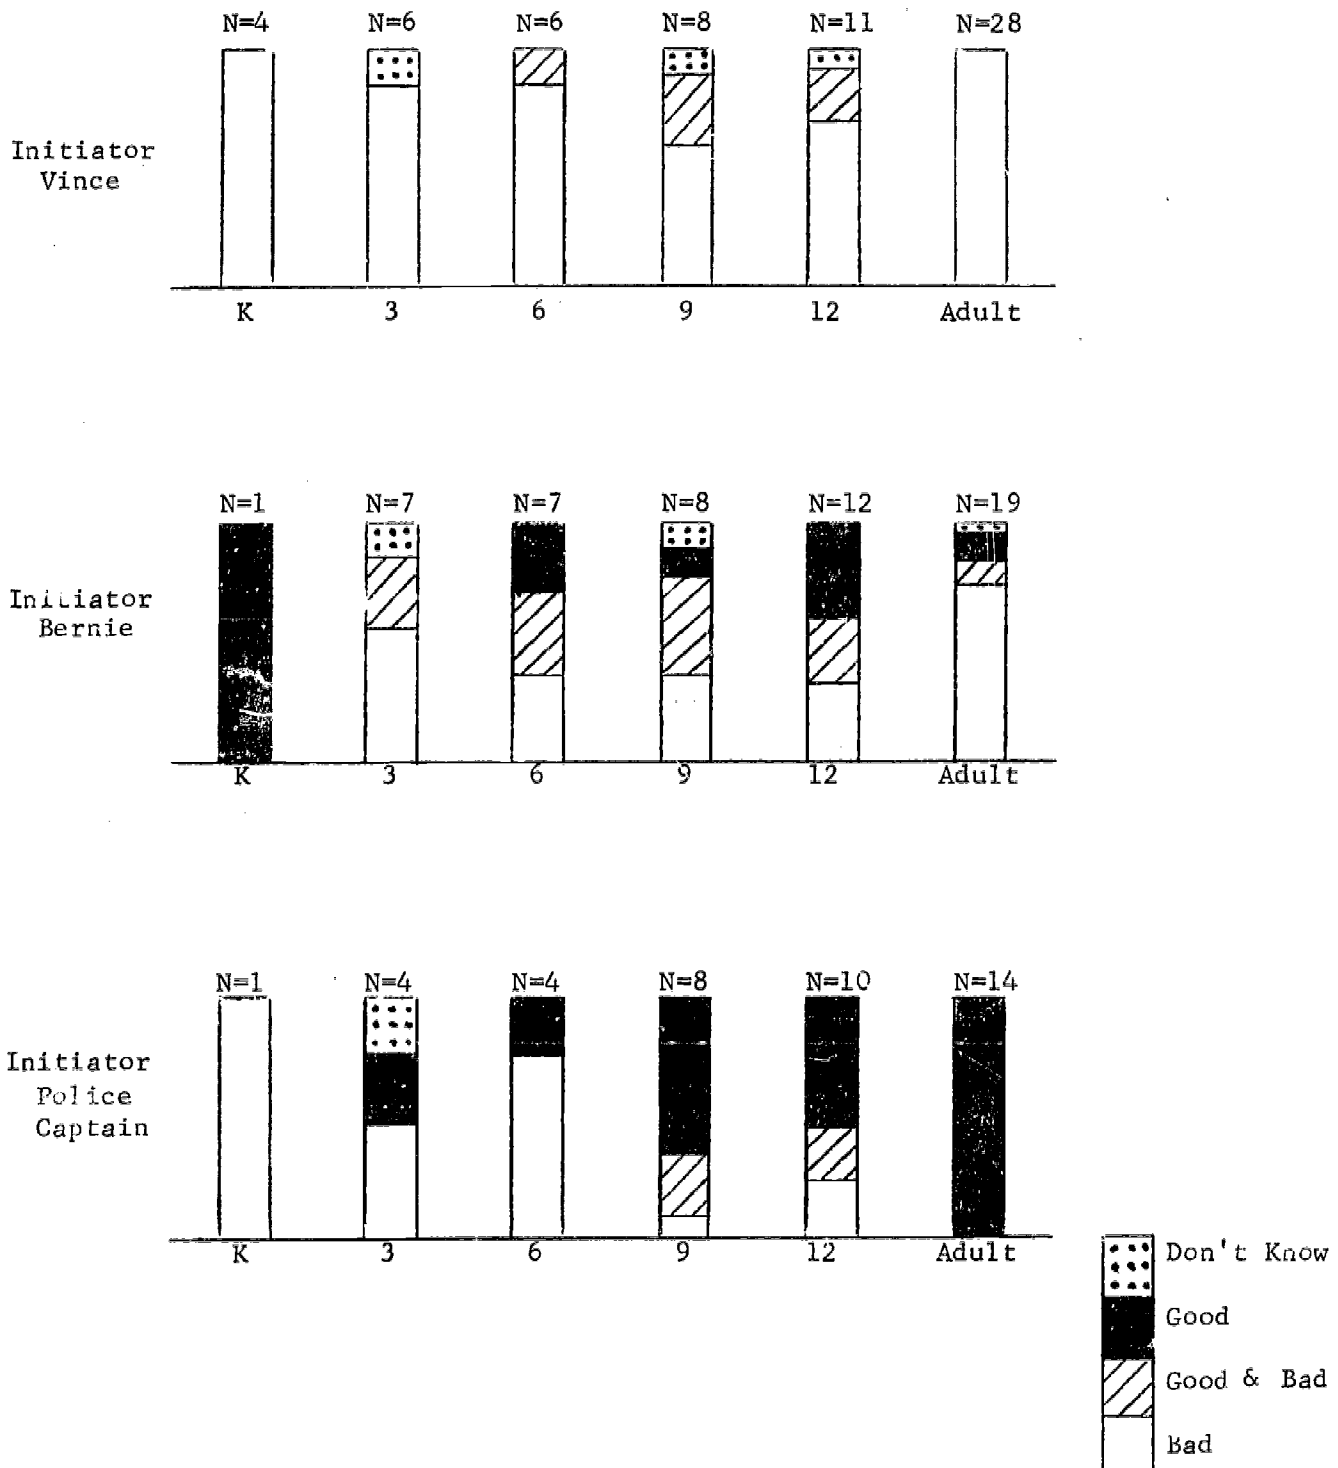 N=4 N=6 N=6 N=8 N=11 N=28
Initiator
Vince
K 3 6 9 12 Adult
N=1 N=7 N=7 N=8 N=12 N=19
Initiator
Bernie
K 3 6 9 12 Adult
N=1 N=4 N=4 N=8 N=10 N=14
Initiator
Police
Captain
K 3 6 9 12 Adult
Don't Know
Good
Good & Bad
Bad